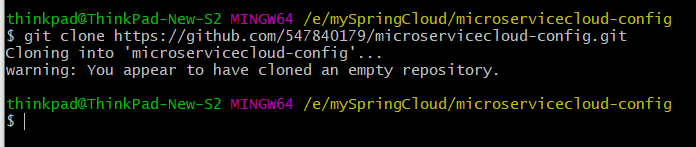 thinkpad@ThinkPad-New-S2 MINGW64 /e/mySpringCloud/microservicecloud-config
$ git clone https://github.com/547840179/microservicecloud-config.git
Cloning into 'microservicecloud-config'...
warning: You appear to have cloned an empty repository.
thinkpad@ThinkPad-New-S2 MINGW64 /e/mySpringCloud/microservicecloud-config
$